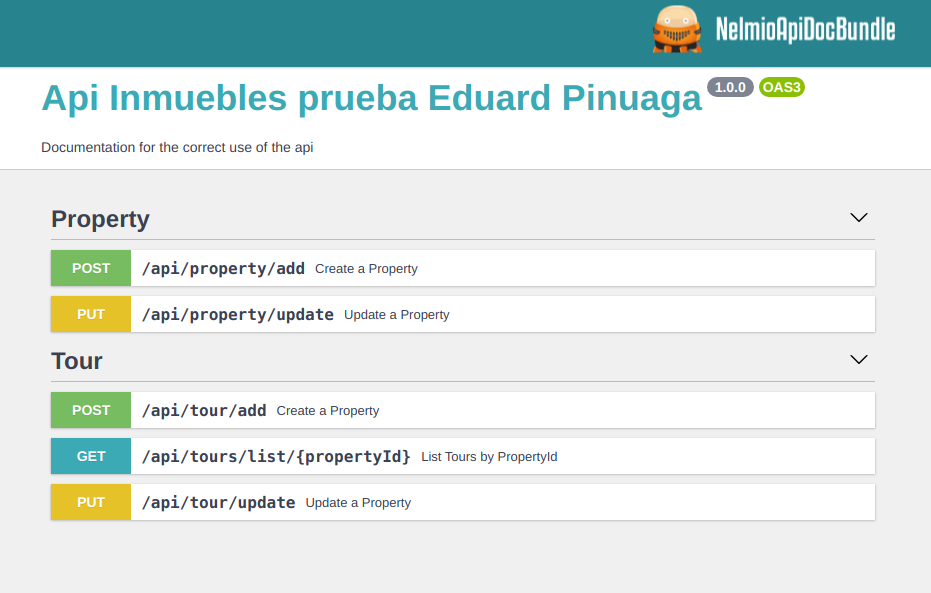 NelmioApiDocBundle
Api Inmuebles prueba Eduard Pinuaga 1.0.0 OAS3
Documentation for the correct use of the api
Property
POST /api/property/add Create a Property
PUT /api/property/update Update a Property
Tour
POST /api/tour/add Create a Property
GET /api/tours/list/{propertyId} List Tours by PropertyId
PUT /api/tour/update Update a Property